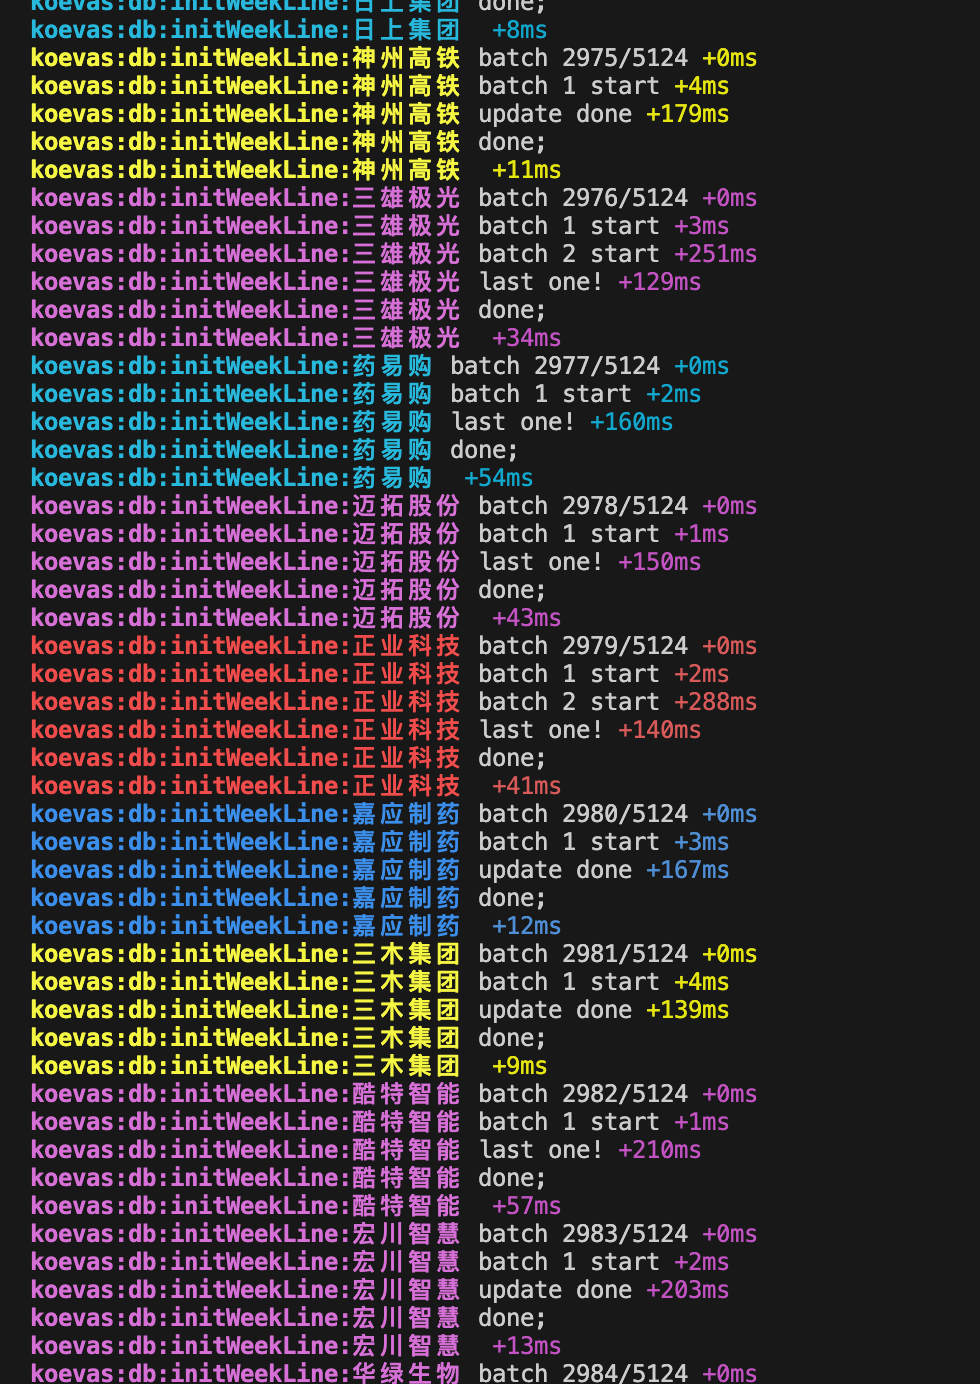 koevas:db:initWeekLine:日上集团 done;
koevas:db:initWeekLine:日上集团 +8ms
koevas:db:initWeekLine:神州高铁 batch 2975/5124 +0ms
koevas:db:initWeekLine:神州高铁 batch 1 start +4ms
koevas:db:initWeekLine:神州高铁 update done +179ms
koevas:db:initWeekLine:神州高铁 done;
koevas:db:initWeekLine:神州高铁 +11ms
koevas:db:initWeekLine:三雄极光 batch 2976/5124 +0ms
koevas:db:initWeekLine:三雄极光 batch 1 start +3ms
koevas:db:initWeekLine:三雄极光 batch 2 start +251ms
koevas:db:initWeekLine:三雄极光 last one! +129ms
koevas:db:initWeekLine:三雄极光 done;
koevas:db:initWeekLine:三雄极光 +34ms
koevas:db:initWeekLine:药易购 batch 2977/5124 +0ms
koevas:db:initWeekLine:药易购 batch 1 start +2ms
koevas:db:initWeekLine:药易购 last one! +160ms
koevas:db:initWeekLine:药易购 done;
koevas:db:initWeekLine:药易购 +54ms
koevas:db:initWeekLine:迈拓股份 batch 2978/5124 +0ms
koevas:db:initWeekLine:迈拓股份 batch 1 start +1ms
koevas:db:initWeekLine:迈拓股份 last one! +150ms
koevas:db:initWeekLine:迈拓股份 done;
koevas:db:initWeekLine:迈拓股份 +43ms
koevas:db:initWeekLine:正业科技 batch 2979/5124 +0ms
koevas:db:initWeekLine:正业科技 batch 1 start +2ms
koevas:db:initWeekLine:正业科技 batch 2 start +288ms
koevas:db:initWeekLine:正业科技 last one! +140ms
koevas:db:initWeekLine:正业科技 done;
koevas:db:initWeekLine:正业科技 +41ms
koevas:db:initWeekLine:嘉应制药 batch 2980/5124 +0ms
koevas:db:initWeekLine:嘉应制药 batch 1 start +3ms
koevas:db:initWeekLine:嘉应制药 update done +167ms
koevas:db:initWeekLine:嘉应制药 done;
koevas:db:initWeekLine:嘉应制药 +12ms
koevas:db:initWeekLine:三木集团 batch 2981/5124 +0ms
koevas:db:initWeekLine:三木集团 batch 1 start +4ms
koevas:db:initWeekLine:三木集团 update done +139ms
koevas:db:initWeekLine:三木集团 done;
koevas:db:initWeekLine:三木集团 +9ms
koevas:db:initWeekLine:酷特智能 batch 2982/5124 +0ms
koevas:db:initWeekLine:酷特智能 batch 1 start +1ms
koevas:db:initWeekLine:酷特智能 last one! +210ms
koevas:db:initWeekLine:酷特智能 done;
koevas:db:initWeekLine:酷特智能 +57ms
koevas:db:initWeekLine:宏川智慧 batch 2983/5124 +0ms
koevas:db:initWeekLine:宏川智慧 batch 1 start +2ms
koevas:db:initWeekLine:宏川智慧 update done +203ms
koevas:db:initWeekLine:宏川智慧 done;
koevas:db:initWeekLine:宏川智慧 +13ms
koevas:db:initWeekLine:华绿生物 batch 2984/5124 +0ms